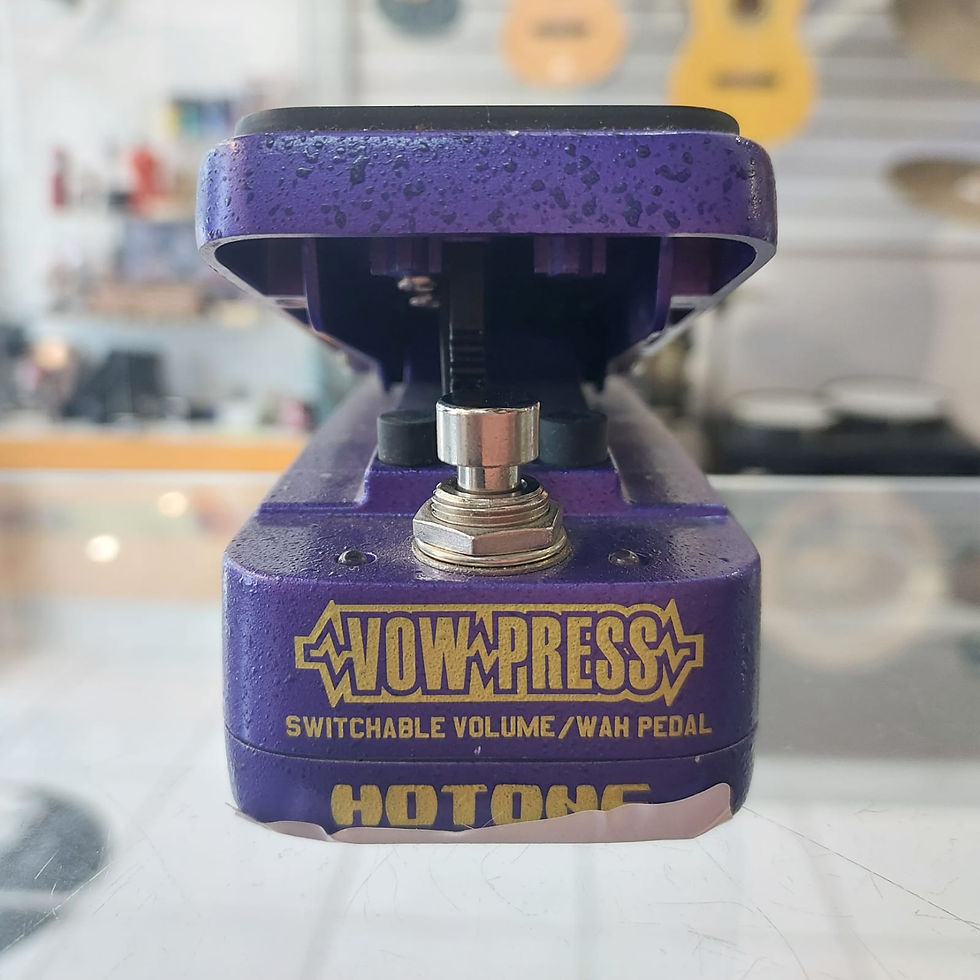 VOW PRESS
SWITCHABLE VOLUME/WAH PEDAL
HOTONE